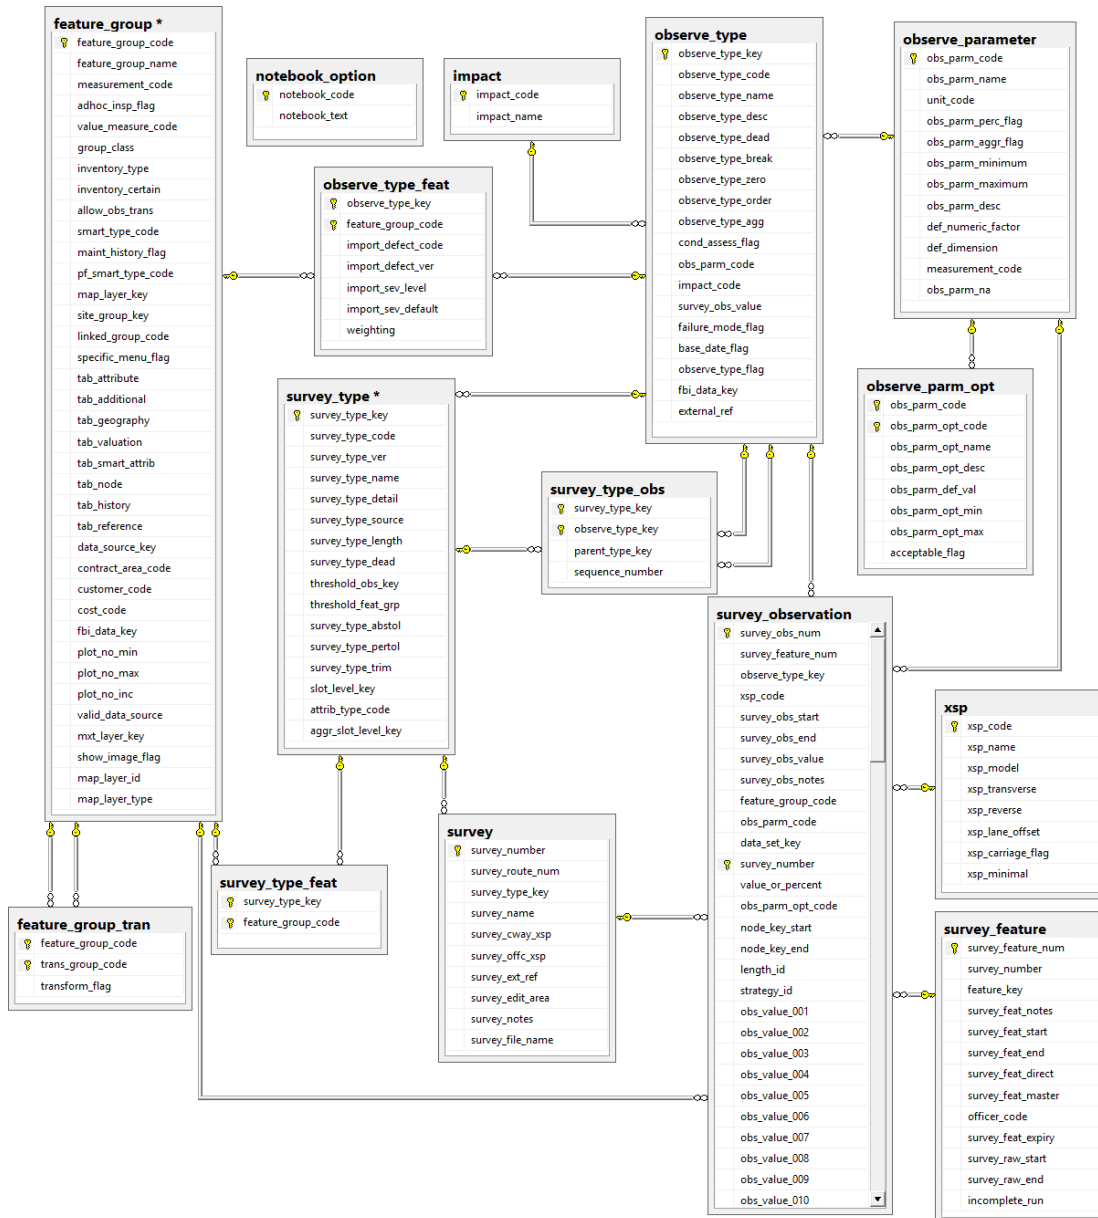 feature_group *
feature_group_code
feature_group_name
measurement_code
adhoc_insp_flag
value_measure_code
group_class
inventory_type
inventory_certain
allow_obs_trans
smart_type_code
maint_history_flag
pf_smart_type_code
map_layer_key
site_group_key
linked_group_code
specific_menu_flag
tab_attribute
tab_additional
tab_geography
tab_valuation
tab_smart_attrib
tab_node
tab_history
tab_reference
data_source_key
contract_area_code
customer_code
cost_code
fbi_data_key
plot_no_min
plot_no_max
plot_no_inc
valid_data_source
mxt_layer_key
show_image_flag
map_layer_id
map_layer_type
notebook_option
notebook_code
notebook_text
impact
impact_code
impact_name
observe_type
observe_type_key
observe_type_code
observe_type_name
observe_type_desc
observe_type_dead
observe_type_break
observe_type_zero
observe_type_order
observe_type_agg
cond_assess_flag
obs_parm_code
impact_code
survey_obs_value
failure_mode_flag
base_date_flag
observe_type_flag
fbi_data_key
external_ref
observe_parameter
obs_parm_code
obs_parm_name
unit_code
obs_parm_perc_flag
obs_parm_aggr_flag
obs_parm_minimum
obs_parm_maximum
obs_parm_desc
def_numeric_factor
def_dimension
measurement_code
obs_parm_na
observe_type_feat
observe_type_key
feature_group_code
import_defect_code
import_defect_ver
import_sev_level
import_sev_default
weighting
survey_type *
survey_type_key
survey_type_code
survey_type_ver
survey_type_name
survey_type_detail
survey_type_source
survey_type_length
survey_type_dead
threshold_obs_key
threshold_feat_grp
survey_type_abstol
survey_type_pertol
survey_type_trim
slot_level_key
attrib_type_code
aggr_slot_level_key
observe_parm_opt
obs_parm_code
obs_parm_opt_code
obs_parm_opt_name
obs_parm_opt_desc
obs_parm_def_val
obs_parm_opt_min
obs_parm_opt_max
acceptable_flag
survey_type_obs
survey_type_key
observe_type_key
parent_type_key
sequence_number
survey_observation
survey_obs_num
survey_feature_num
observe_type_key
xsp_code
survey_obs_start
survey_obs_end
survey_obs_value
survey_obs_notes
feature_group_code
obs_parm_code
data_set_key
survey_number
value_or_percent
obs_parm_opt_code
node_key_start
node_key_end
length_id
strategy_id
obs_value_001
obs_value_002
obs_value_003
obs_value_004
obs_value_005
obs_value_006
obs_value_007
obs_value_008
obs_value_009
obs_value_010
xsp
xsp_code
xsp_name
xsp_model
xsp_transverse
xsp_reverse
xsp_lane_offset
xsp_carriage_flag
xsp_minimal
survey
survey_number
survey_route_num
survey_type_key
survey_name
survey_cway_xsp
survey_offc_xsp
survey_ext_ref
survey_edit_area
survey_notes
survey_file_name
survey_type_feat
survey_type_key
feature_group_code
feature_group_tran
feature_group_code
trans_group_code
transform_flag
survey_feature
survey_feature_num
survey_number
feature_key
survey_feat_notes
survey_feat_start
survey_feat_end
survey_feat_direct
survey_feat_master
officer_code
survey_feat_expiry
survey_raw_start
survey_raw_end
incomplete_run